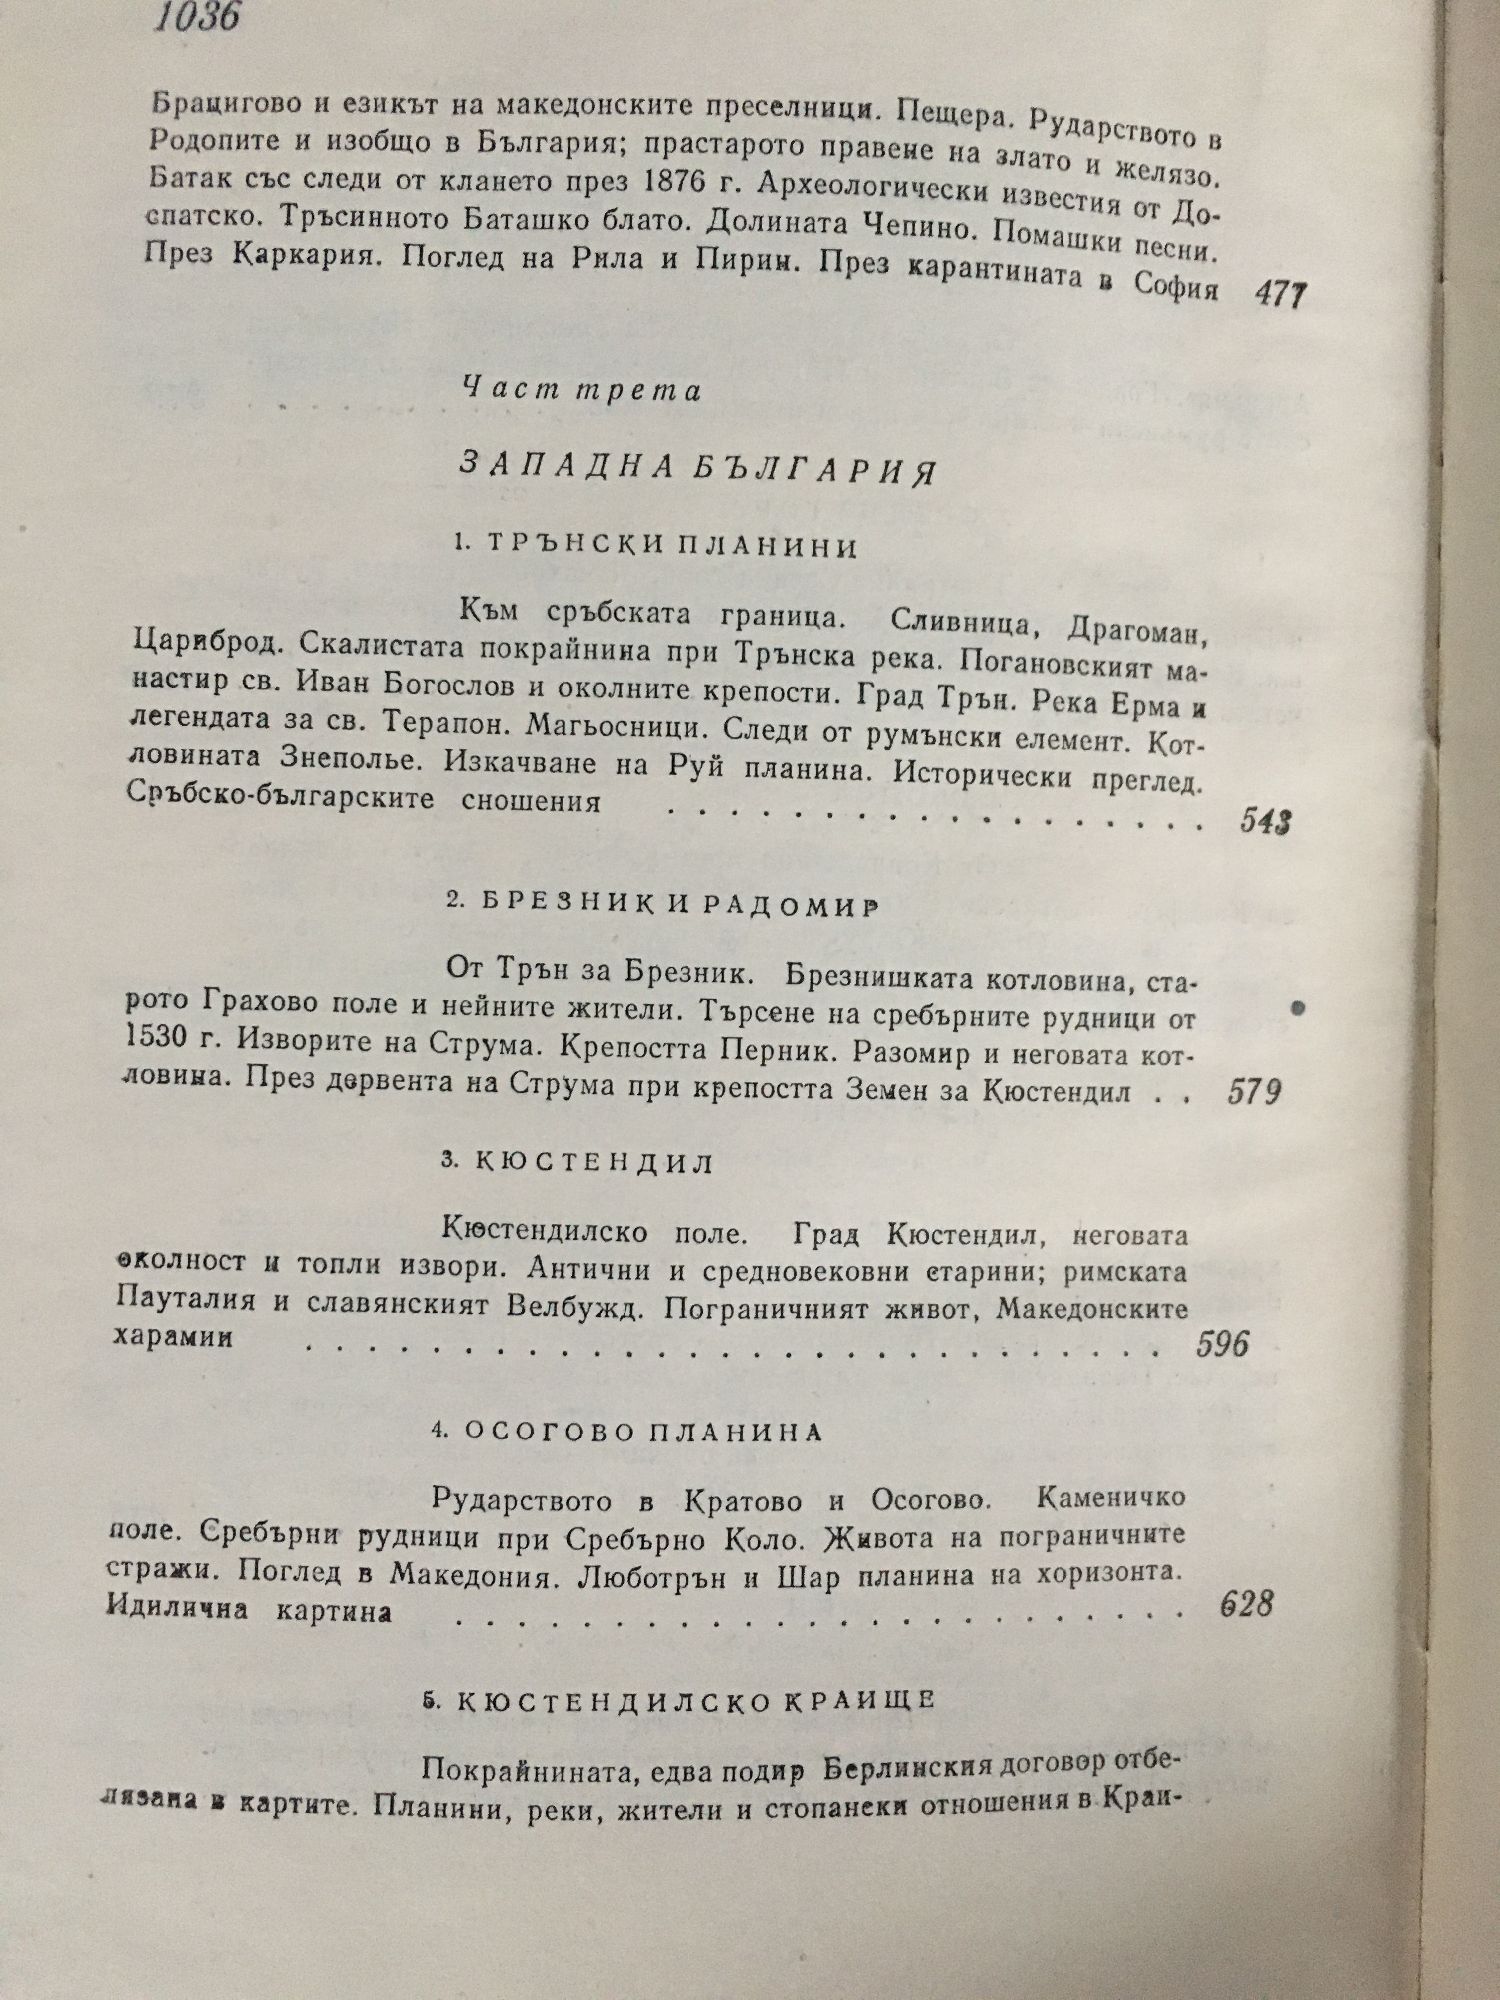 1036
Брацигово и езикът на македонските преселници. Пещера. Рударството в
Родопите и изобщо в България; прастарото правене на злато и желязо.
Батак със следи от клането през 1876 г. Археологически известия от До-
спатско. Тръсинното Баташко блато. Долината Чепино. Помашки песни.
През Каркария. Поглед на Рила и Пирин. През карантината в София 477
Част трета
ЗАПАДНА БЪЛГАРИЯ
1. ТРЪНСКИ ПЛАНИНИ
Към сръбската граница. Сливница, Драгоман,
Цариброд. Скалистата покрайнина при Трънска река. Погановският ма-
настир св. Иван Богослов и околните крепости. Град Трън. Река Ерма и
легендата за св. Терапон. Магьосници. Следи от румънски елемент. Кот-
ловината Знеполье. Изкачване на Руй планина. Исторически преглед.
Сръбско-българските сношения . . . . . . . . . . . . . . . . . . 543
2. БРЕЗНИК И РАДОМИР
От Трън за Брезник. Брезнишката котловина, ста-
рото Грахово поле и нейните жители. Търсене на сребърните рудници от
1530 г. Изворите на Струма. Крепостта Перник. Разомир и неговата кот-
ловина. През дервента на Струма при крепостта Земен за Кюстендил . . 579
3. КЮСТЕНДИЛ
Кюстендилско поле. Град Кюстендил, неговата
околност и топли извори. Антични и средновековни старини; римската
Пауталия и славянският Велбужд. Пограничният живот, Македонските
харамии . . . . . . . . . . . . . . . . . . . . . . . . . . . . 596
4. ОСОГОВО ПЛАНИНА
Рударството в Кратово и Осогово. Каменичко
поле. Сребърни рудници при Сребърно Коло. Живота на пограничните
стражи. Поглед в Македония. Люботрън и Шар планина на хоризонта.
Идилична картина . . . . . . . . . . . . . . . . . . . . . . . . 628
5. КЮСТЕНДИЛСКО КРАИЩЕ
Покрайнината, едва подир Берлинския договор отбе-
лязана в картите. Планини, реки, жители и стопански отношения в Краи-